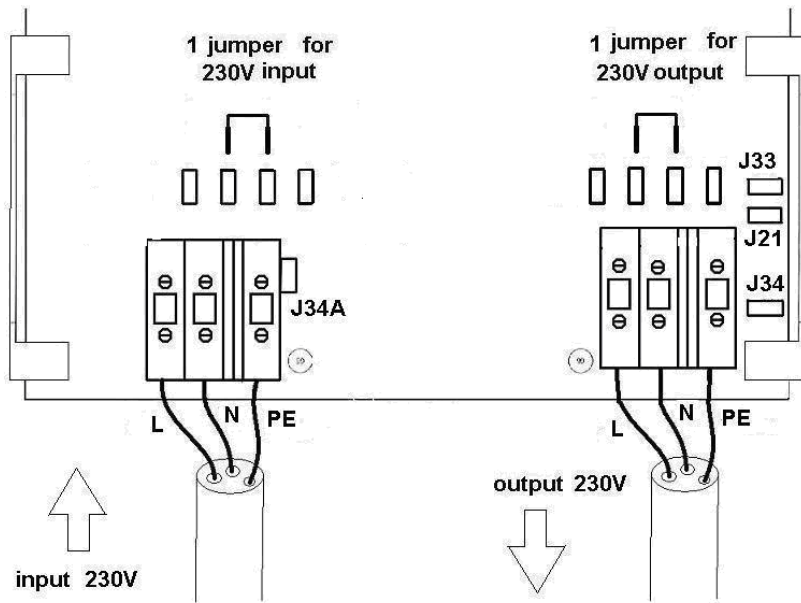 1 jumper for
230V input
1 jumper for
230V output
J33
J21
J34A
J34
L N PE
L N PE
input 230V
output 230V